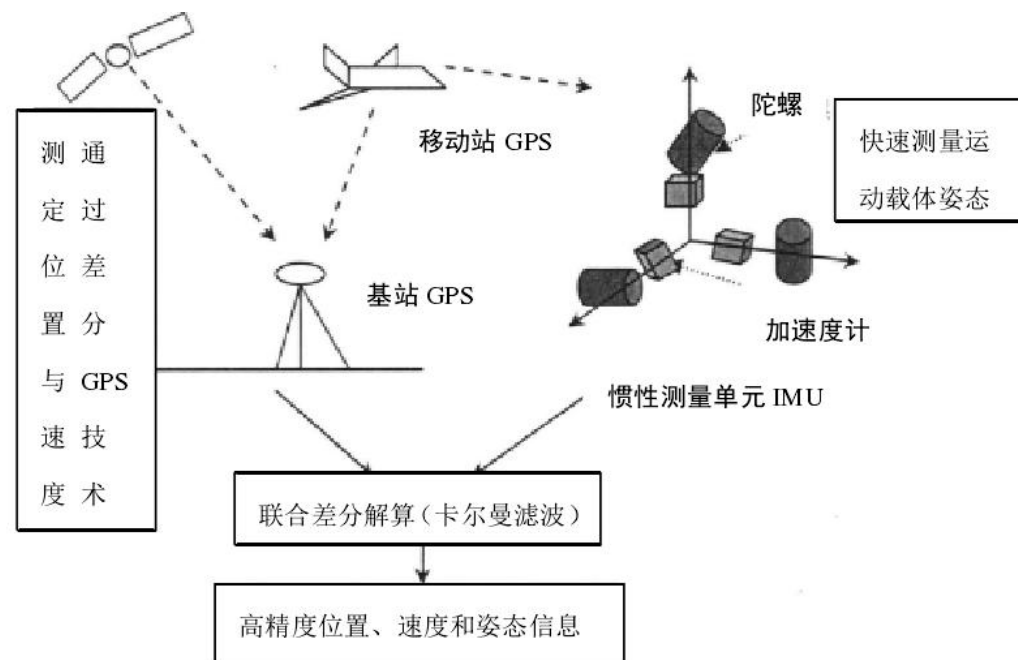 通过差分GPS技术
测定位置与速度
移动站 GPS
基站 GPS
陀螺
快速测量运
动载体姿态
加速度计
惯性测量单元 IMU
联合差分解算（卡尔曼滤波）
高精度位置、速度和姿态信息